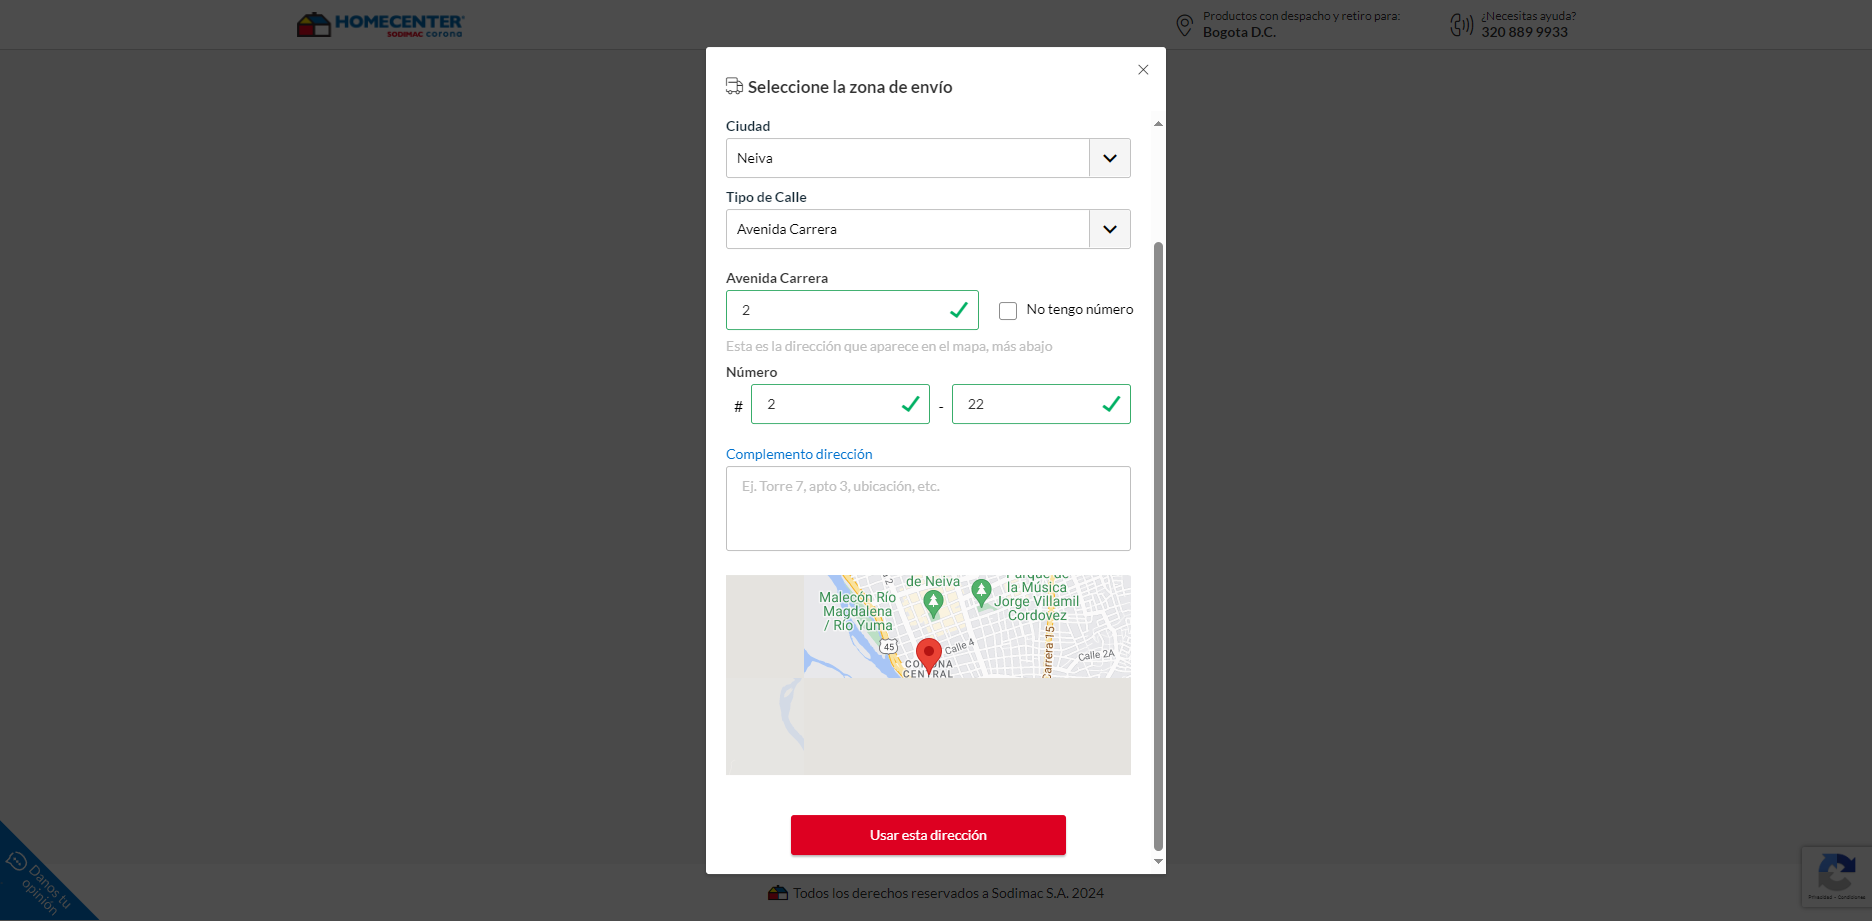 HOMECENTER
SODIMAC corona
Productos con despacho y retiro para:
Bogota D.C.
¿Necesitas ayuda?
320 889 9933
Seleccione la zona de envío
Ciudad
Neiva
Tipo de Calle
Avenida Carrera
Avenida Carrera
2
No tengo número
Esta es la dirección que aparece en el mapa, más abajo
Número
# 2 - 22
Complemento dirección
Ej. Torre 7, apto 3, ubicación, etc.
de Neiva
Parque de
la Música
Jorge Villamil
Cordovez
Malecón Río
Magdalena
/ Río Yuma
45
Calle 4
Carrera 15
Calle 2A
CENTRAL
Usar esta dirección
Danos tu
opinión
Todos los derechos reservados a Sodimac S.A. 2024
Privacidad - Condiciones